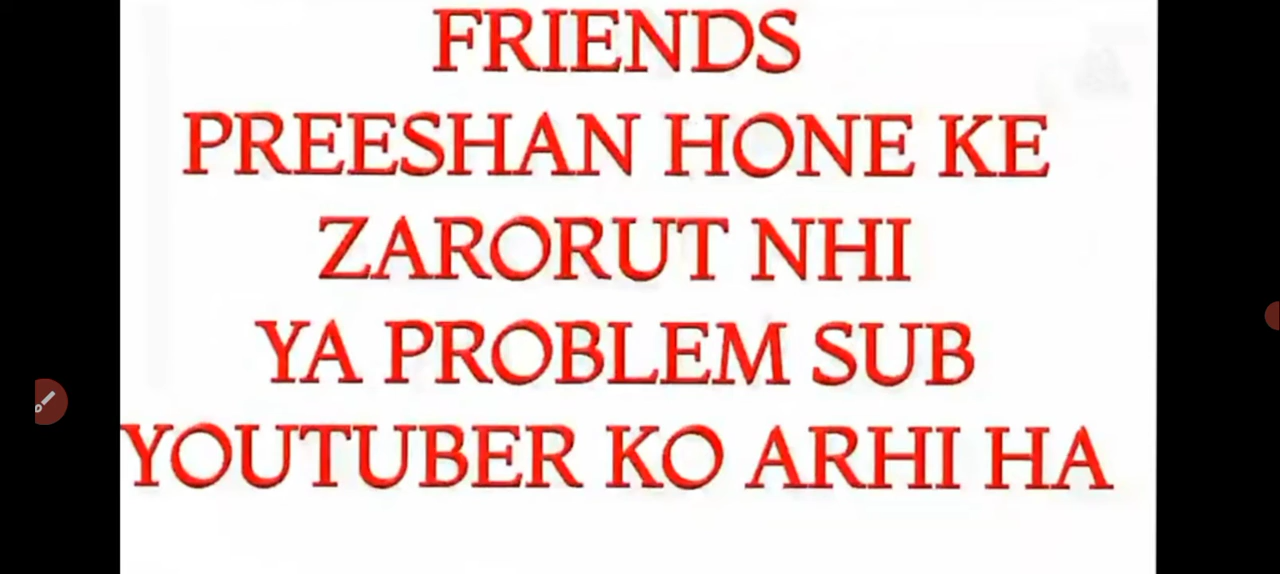 FRIENDS
PREESHAN HONE KE
ZARORUT NHI
YA PROBLEM SUB
YOUTUBER KO ARHI HA